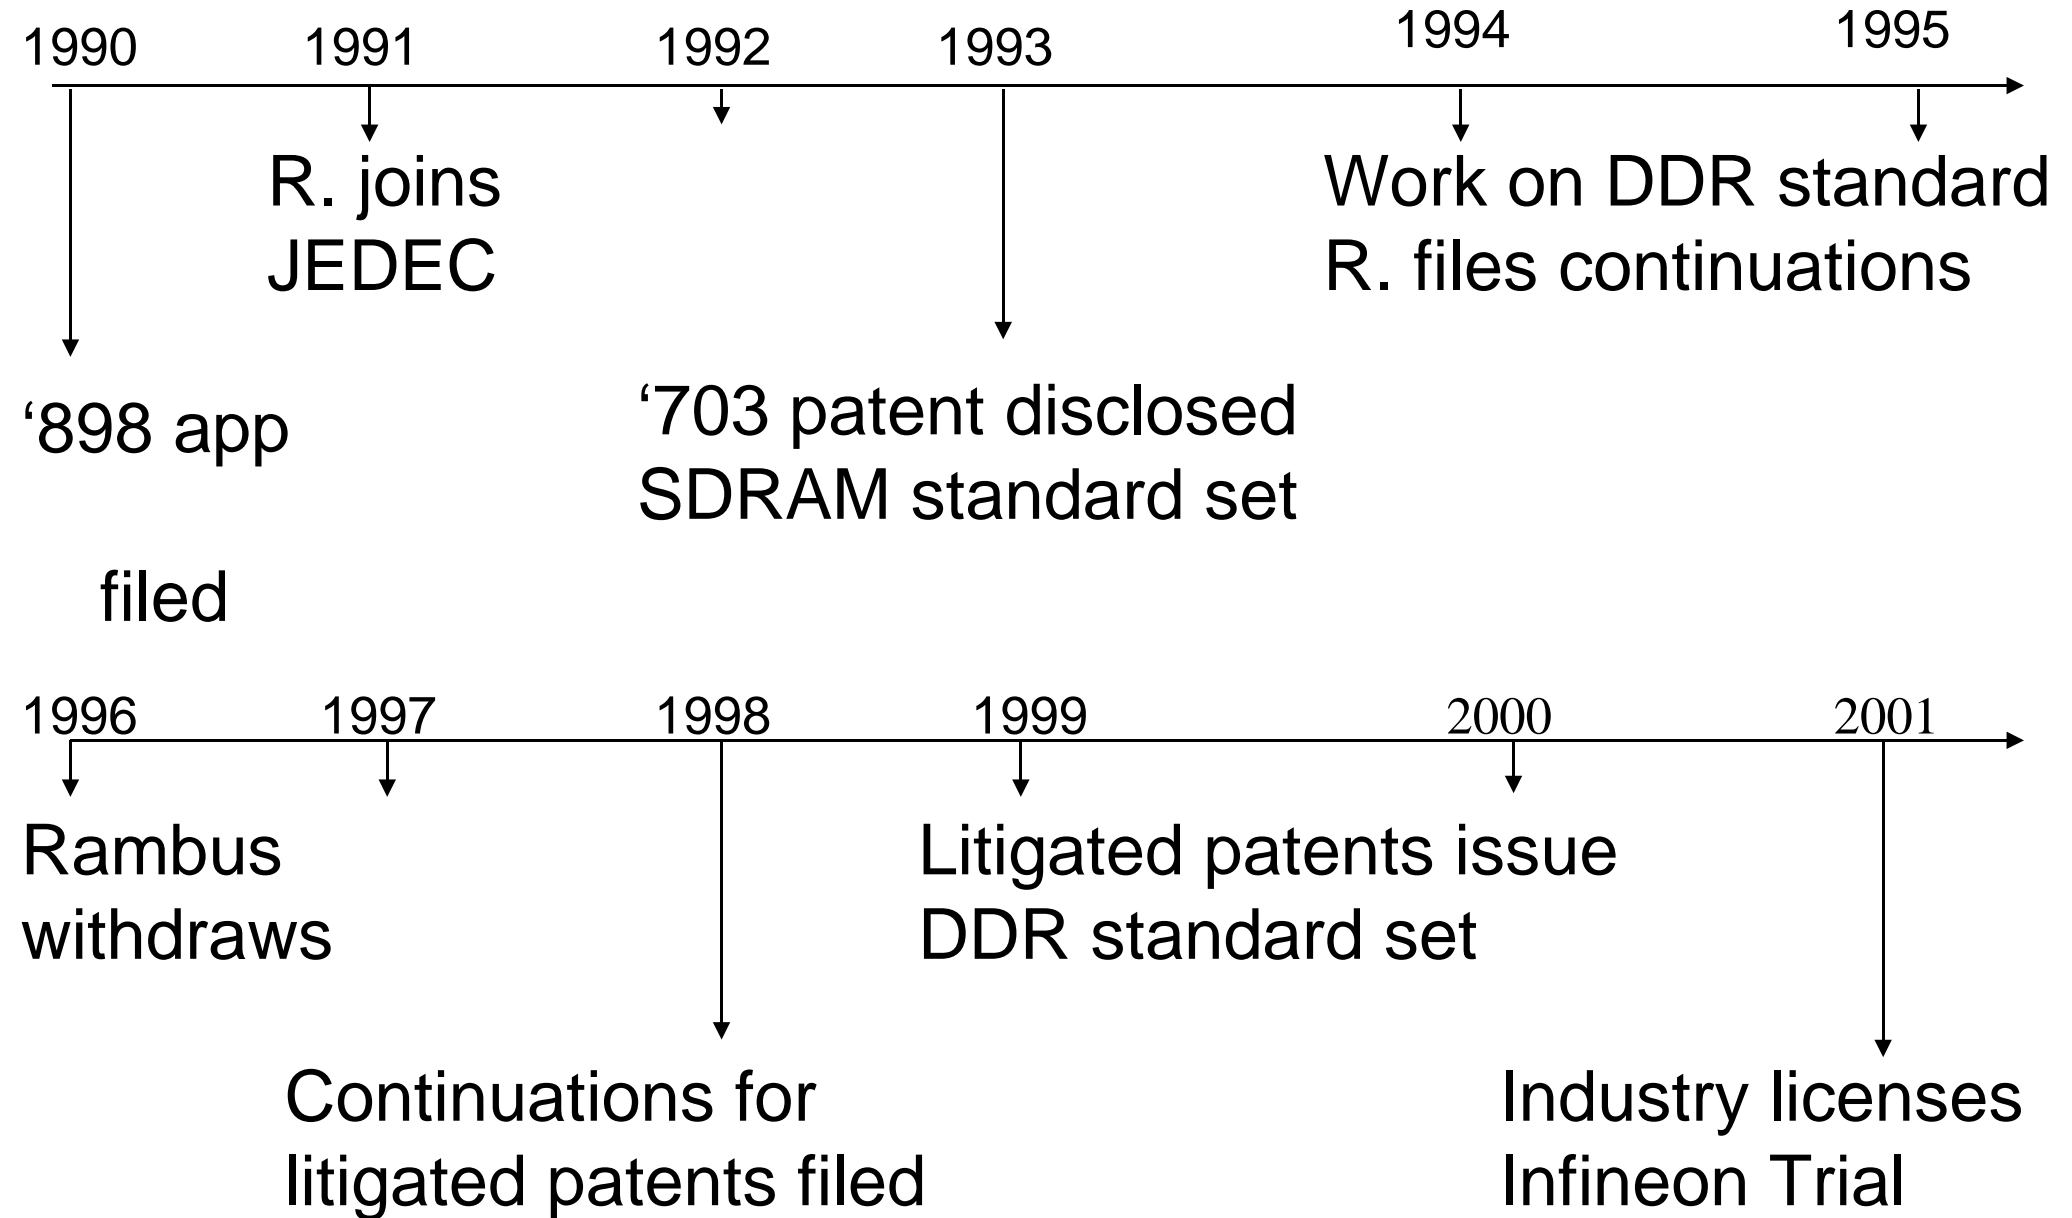 1990 1991 1992 1993 1994 1995
R. joins
JEDEC
Work on DDR standard
R. files continuations
‘898 app
filed
‘703 patent disclosed
SDRAM standard set
1996 1997 1998 1999 2000 2001
Rambus
withdraws
Litigated patents issue
DDR standard set
Continuations for
litigated patents filed
Industry licenses
Infineon Trial